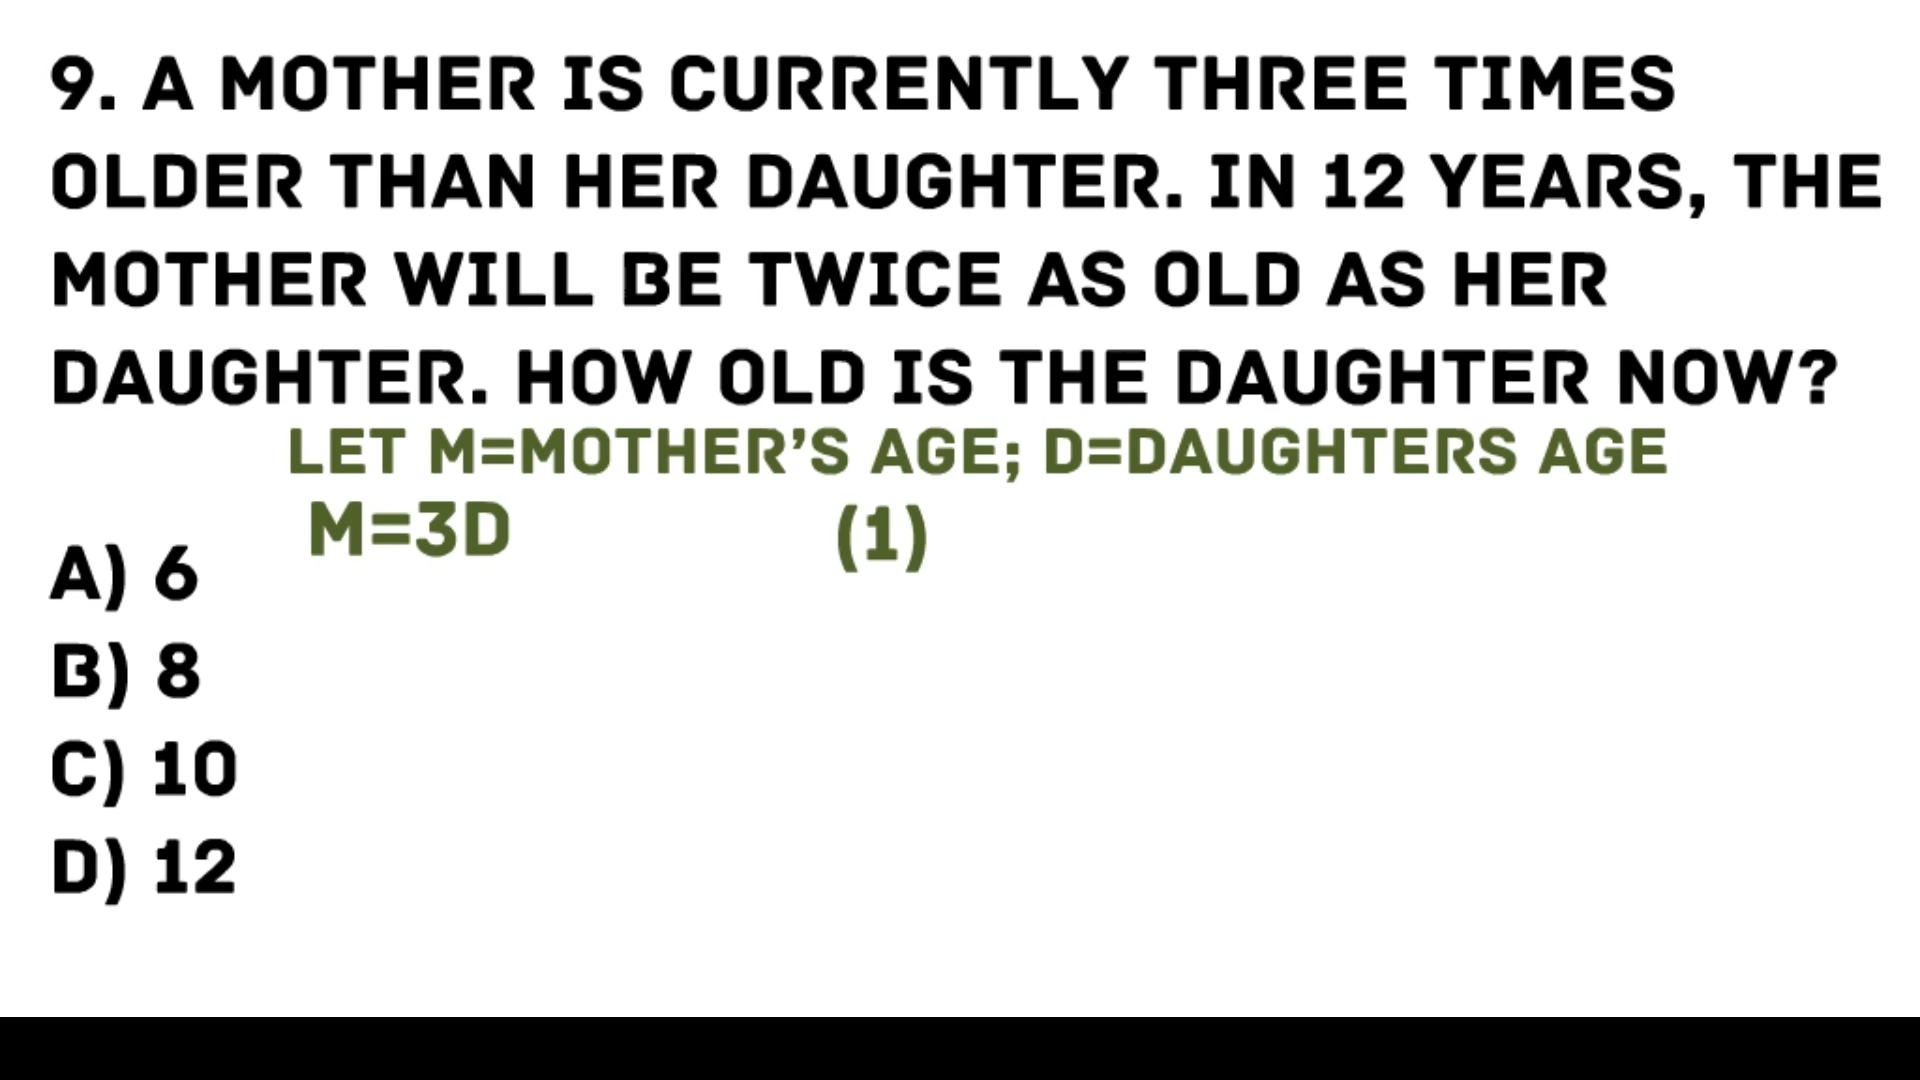 9. A MOTHER IS CURRENTLY THREE TIMES
OLDER THAN HER DAUGHTER. IN 12 YEARS, THE
MOTHER WILL BE TWICE AS OLD AS HER
DAUGHTER. HOW OLD IS THE DAUGHTER NOW?
LET M=MOTHER'S AGE; D=DAUGHTERS AGE
M=3D (1)
A) 6
B) 8
C) 10
D) 12